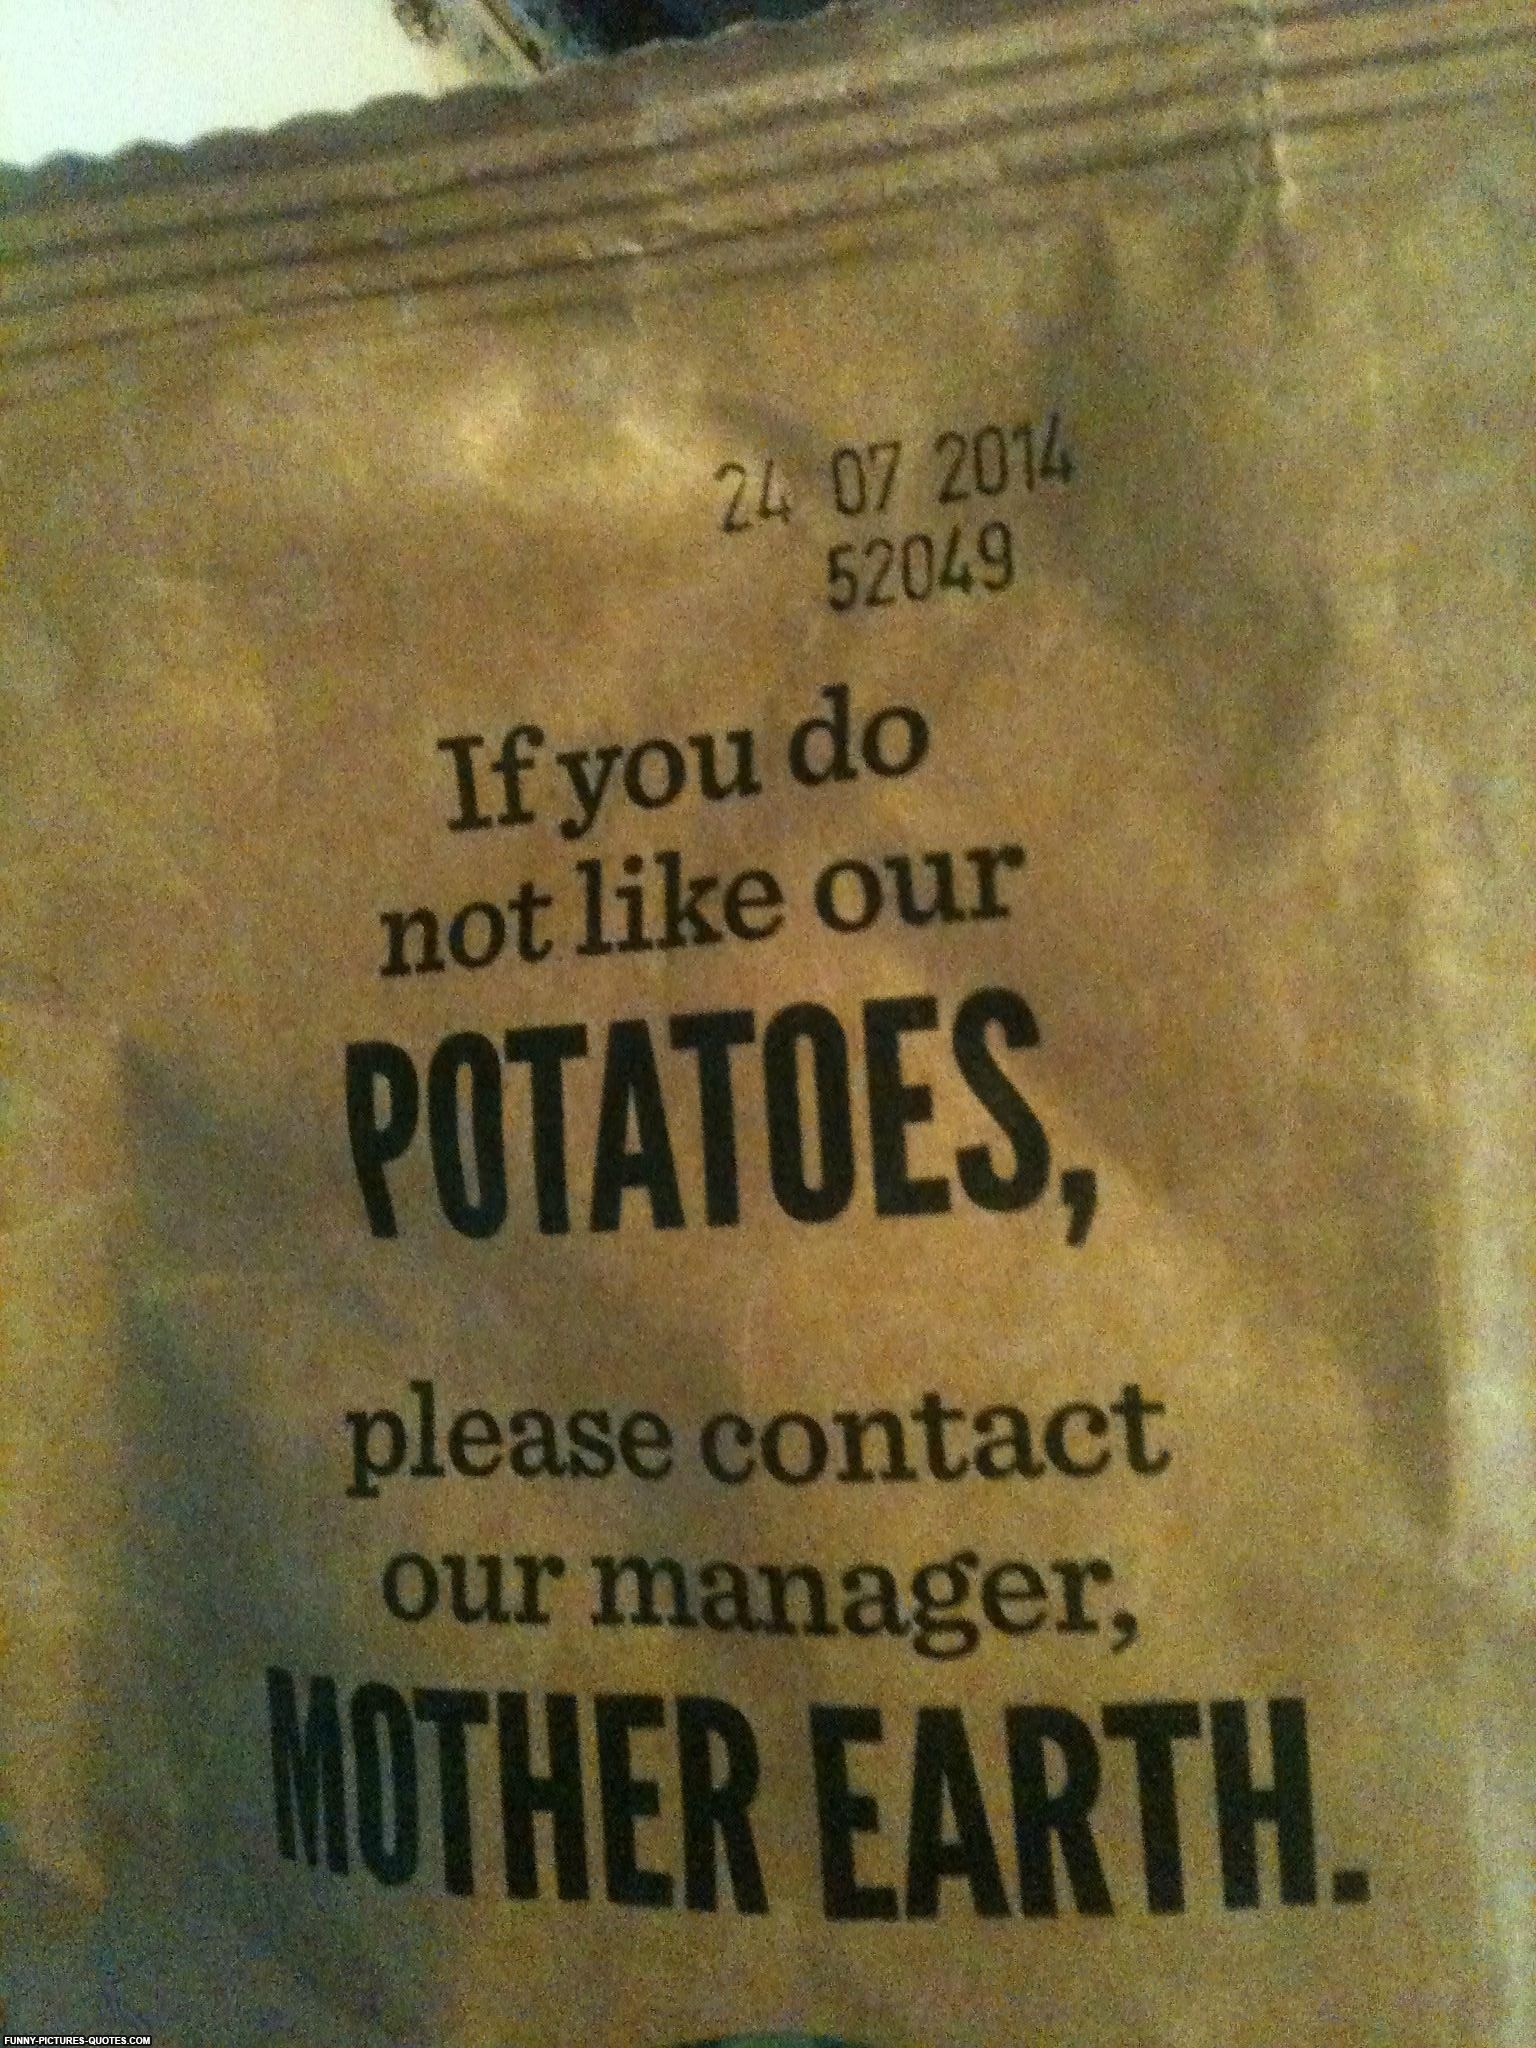 24 07 2014
52049
If you do
not like our
POTATOES,
please contact
our manager,
MOTHER EARTH.
FUNNY-PICTURES-QUOTES.COM